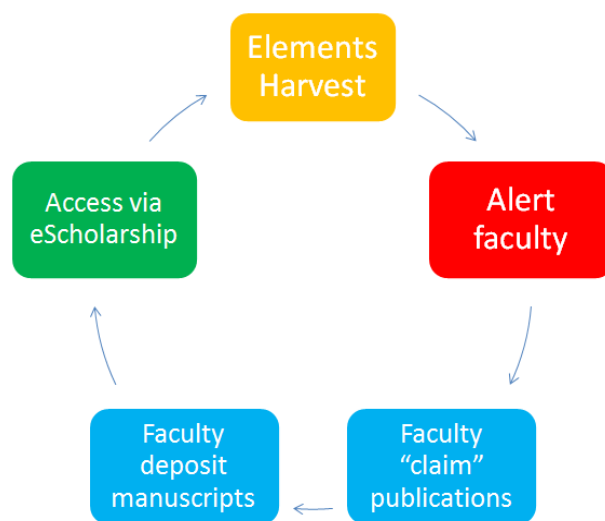 Elements
Harvest
Alert
faculty
Faculty
“claim”
publications
Faculty
deposit
manuscripts
Access via
eScholarship